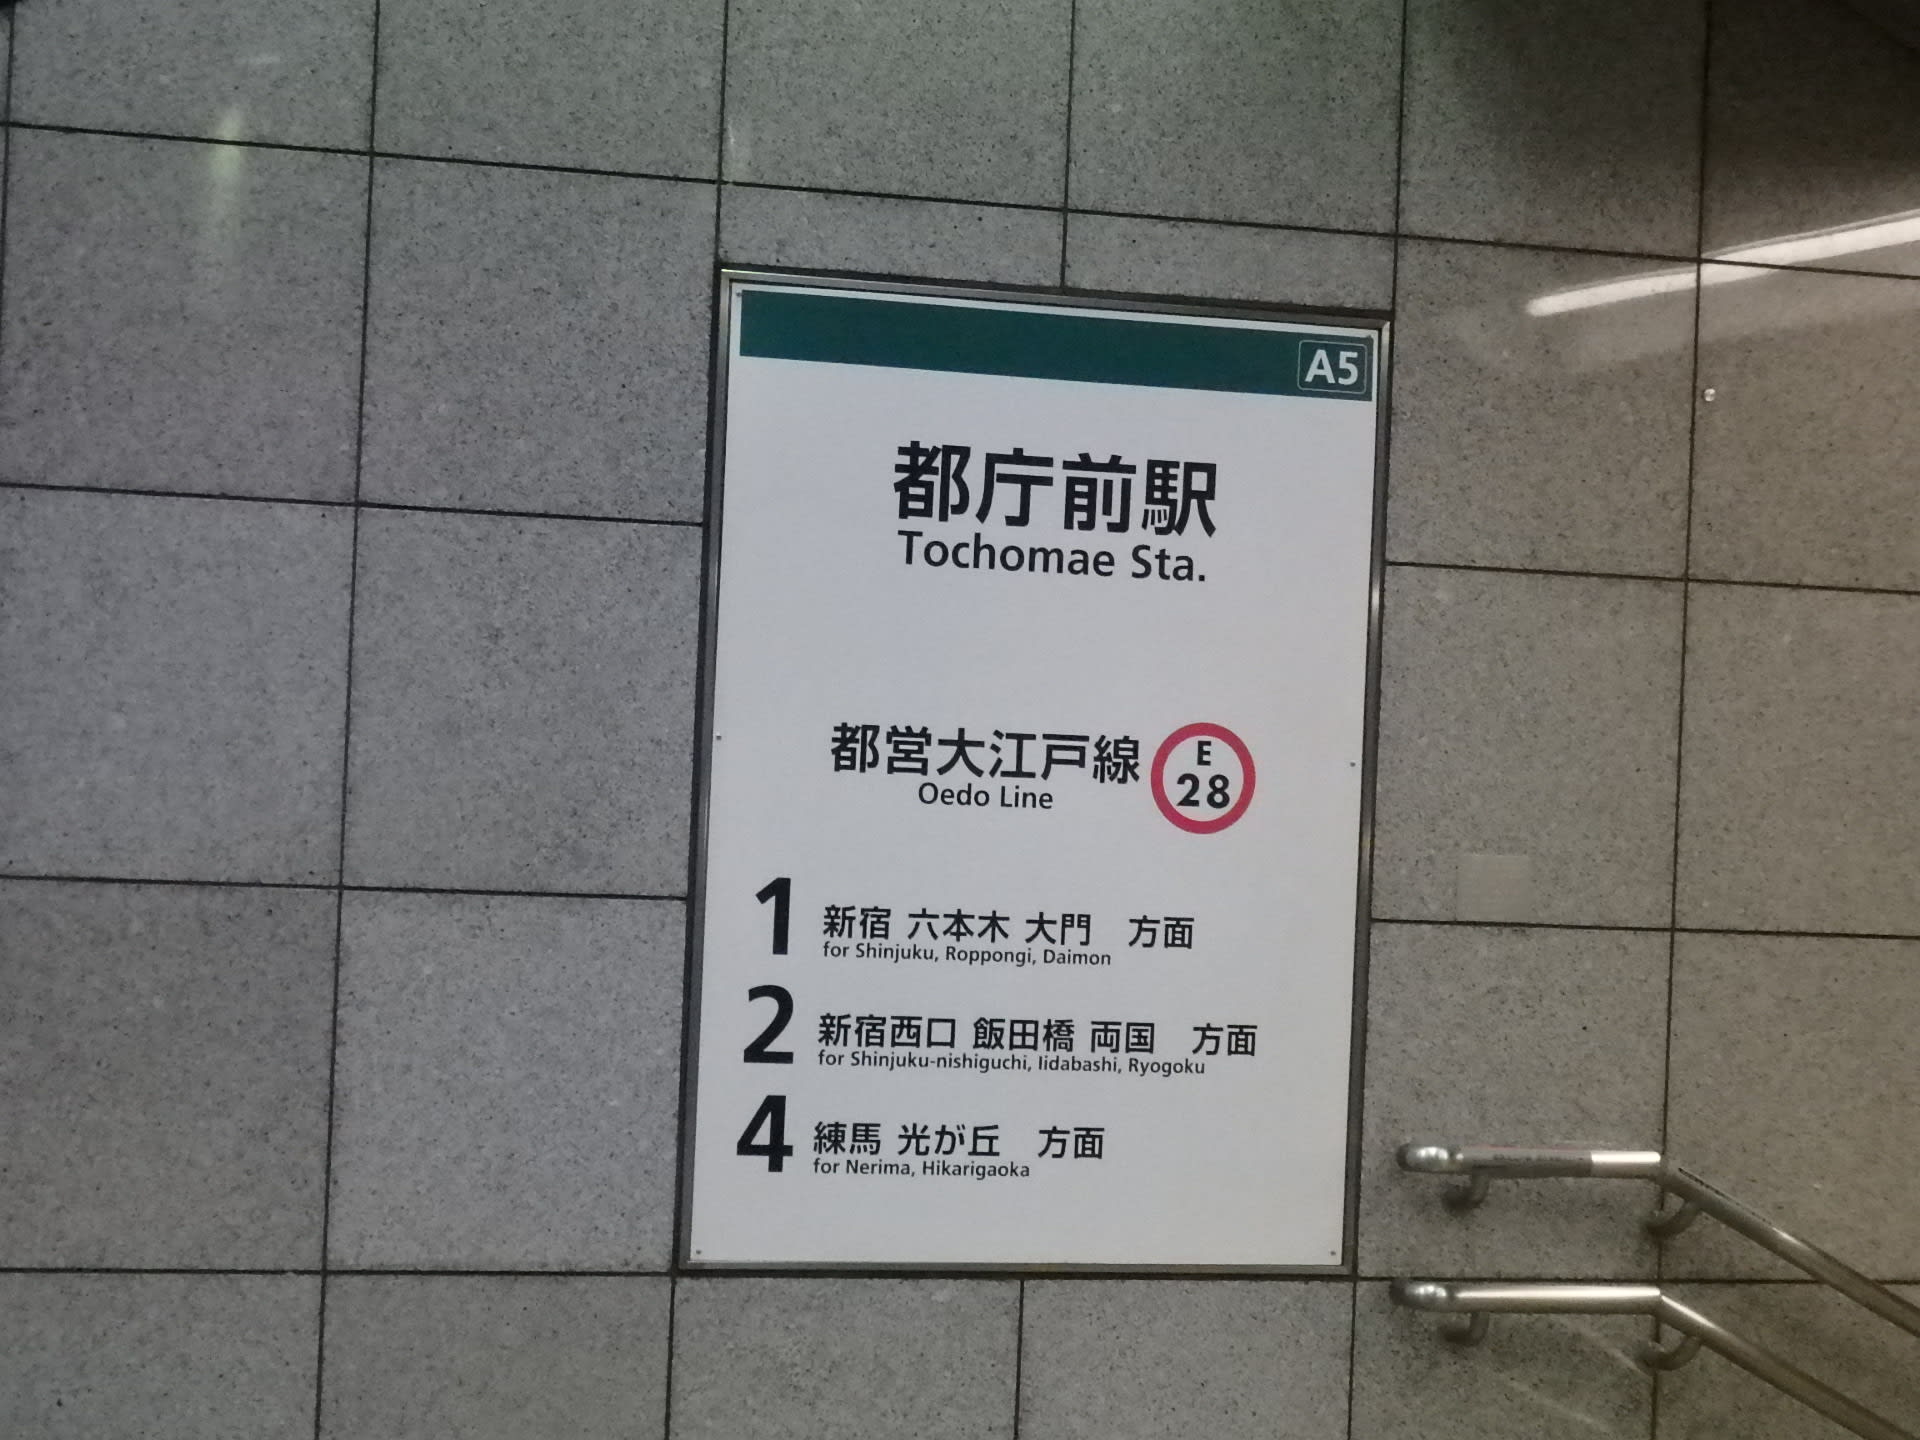 A5
都庁前駅
Tochomae Sta.
都営大江戸線
Oedo Line
E
28
1
新宿 六本木 大門 方面
for Shinjuku, Roppongi, Daimon
2
新宿西口 飯田橋 両国 方面
for Shinjuku-nishiguchi, Iidabashi, Ryogoku
4
練馬 光が丘 方面
for Nerima, Hikarigaoka